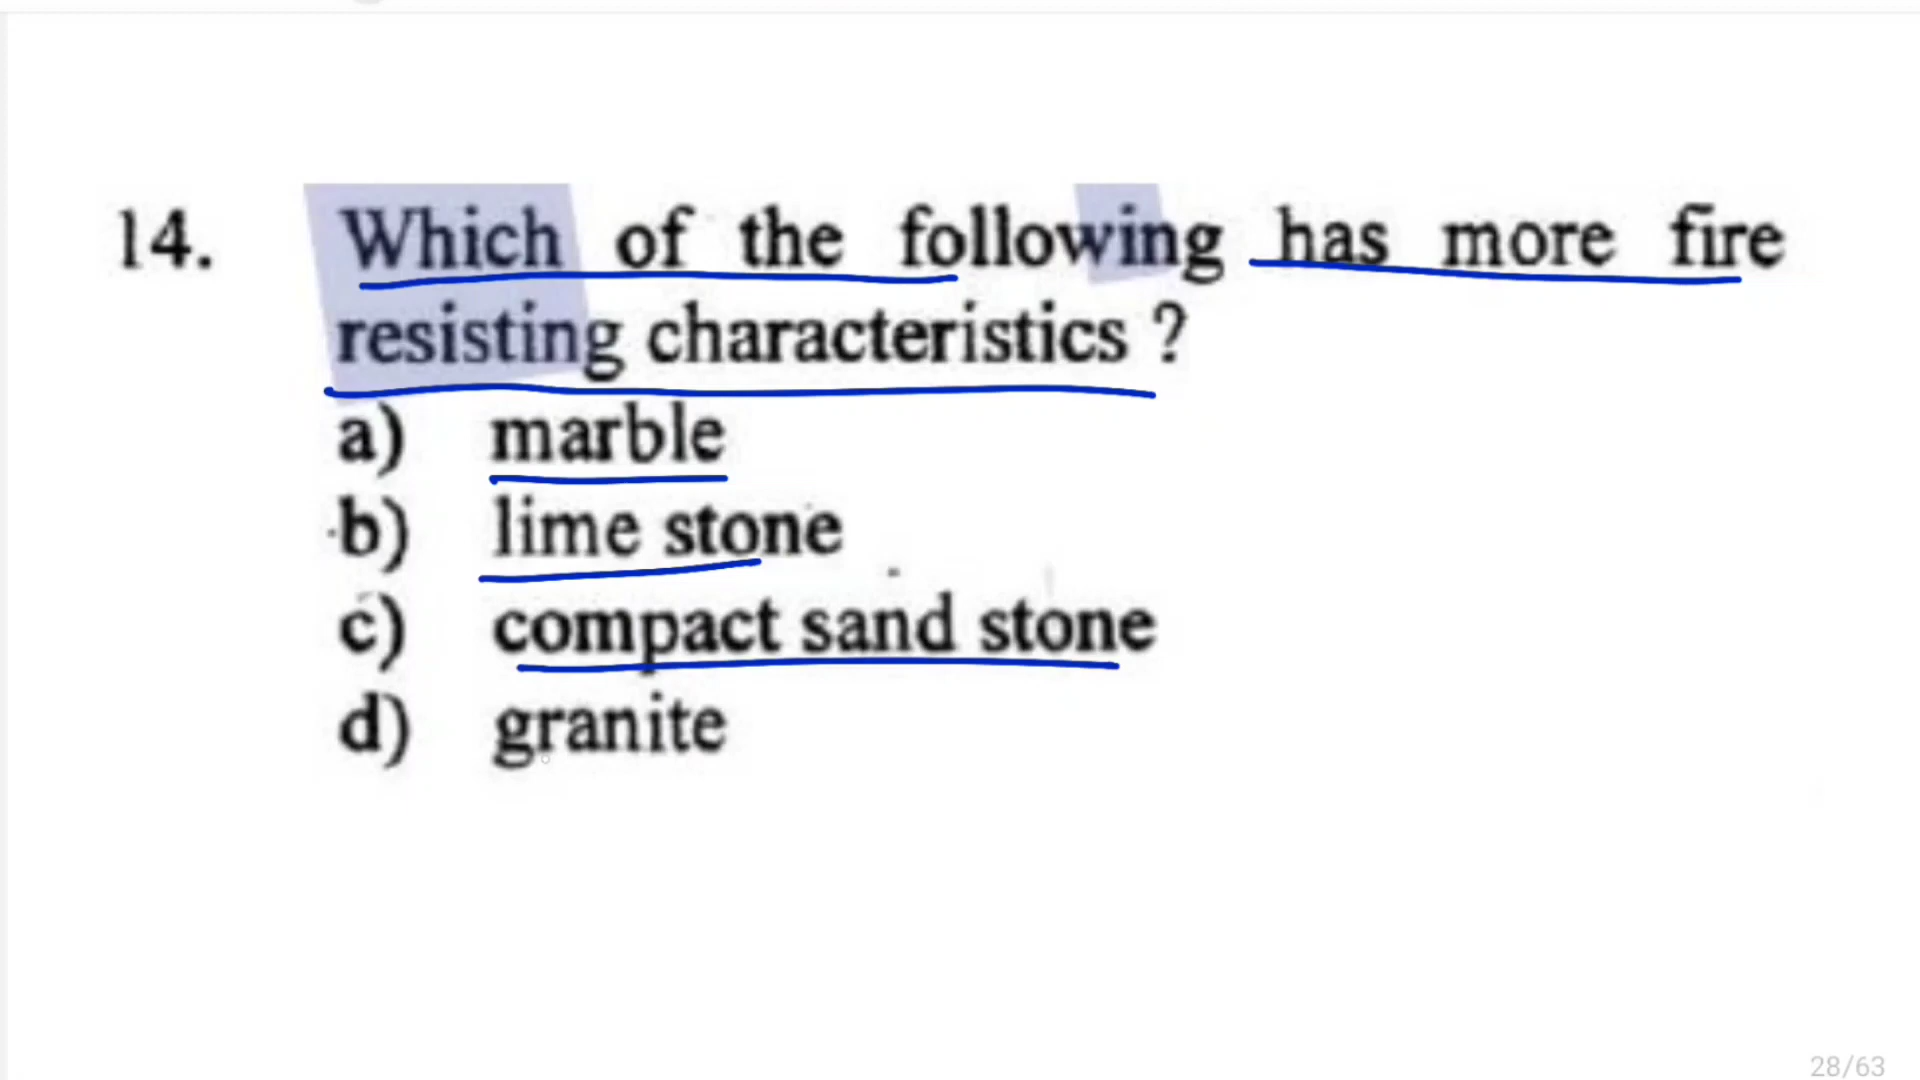 14. Which of the following has more fire
resisting characteristics ?
a) marble
b) lime stone
c) compact sand stone
d) granite
28/63